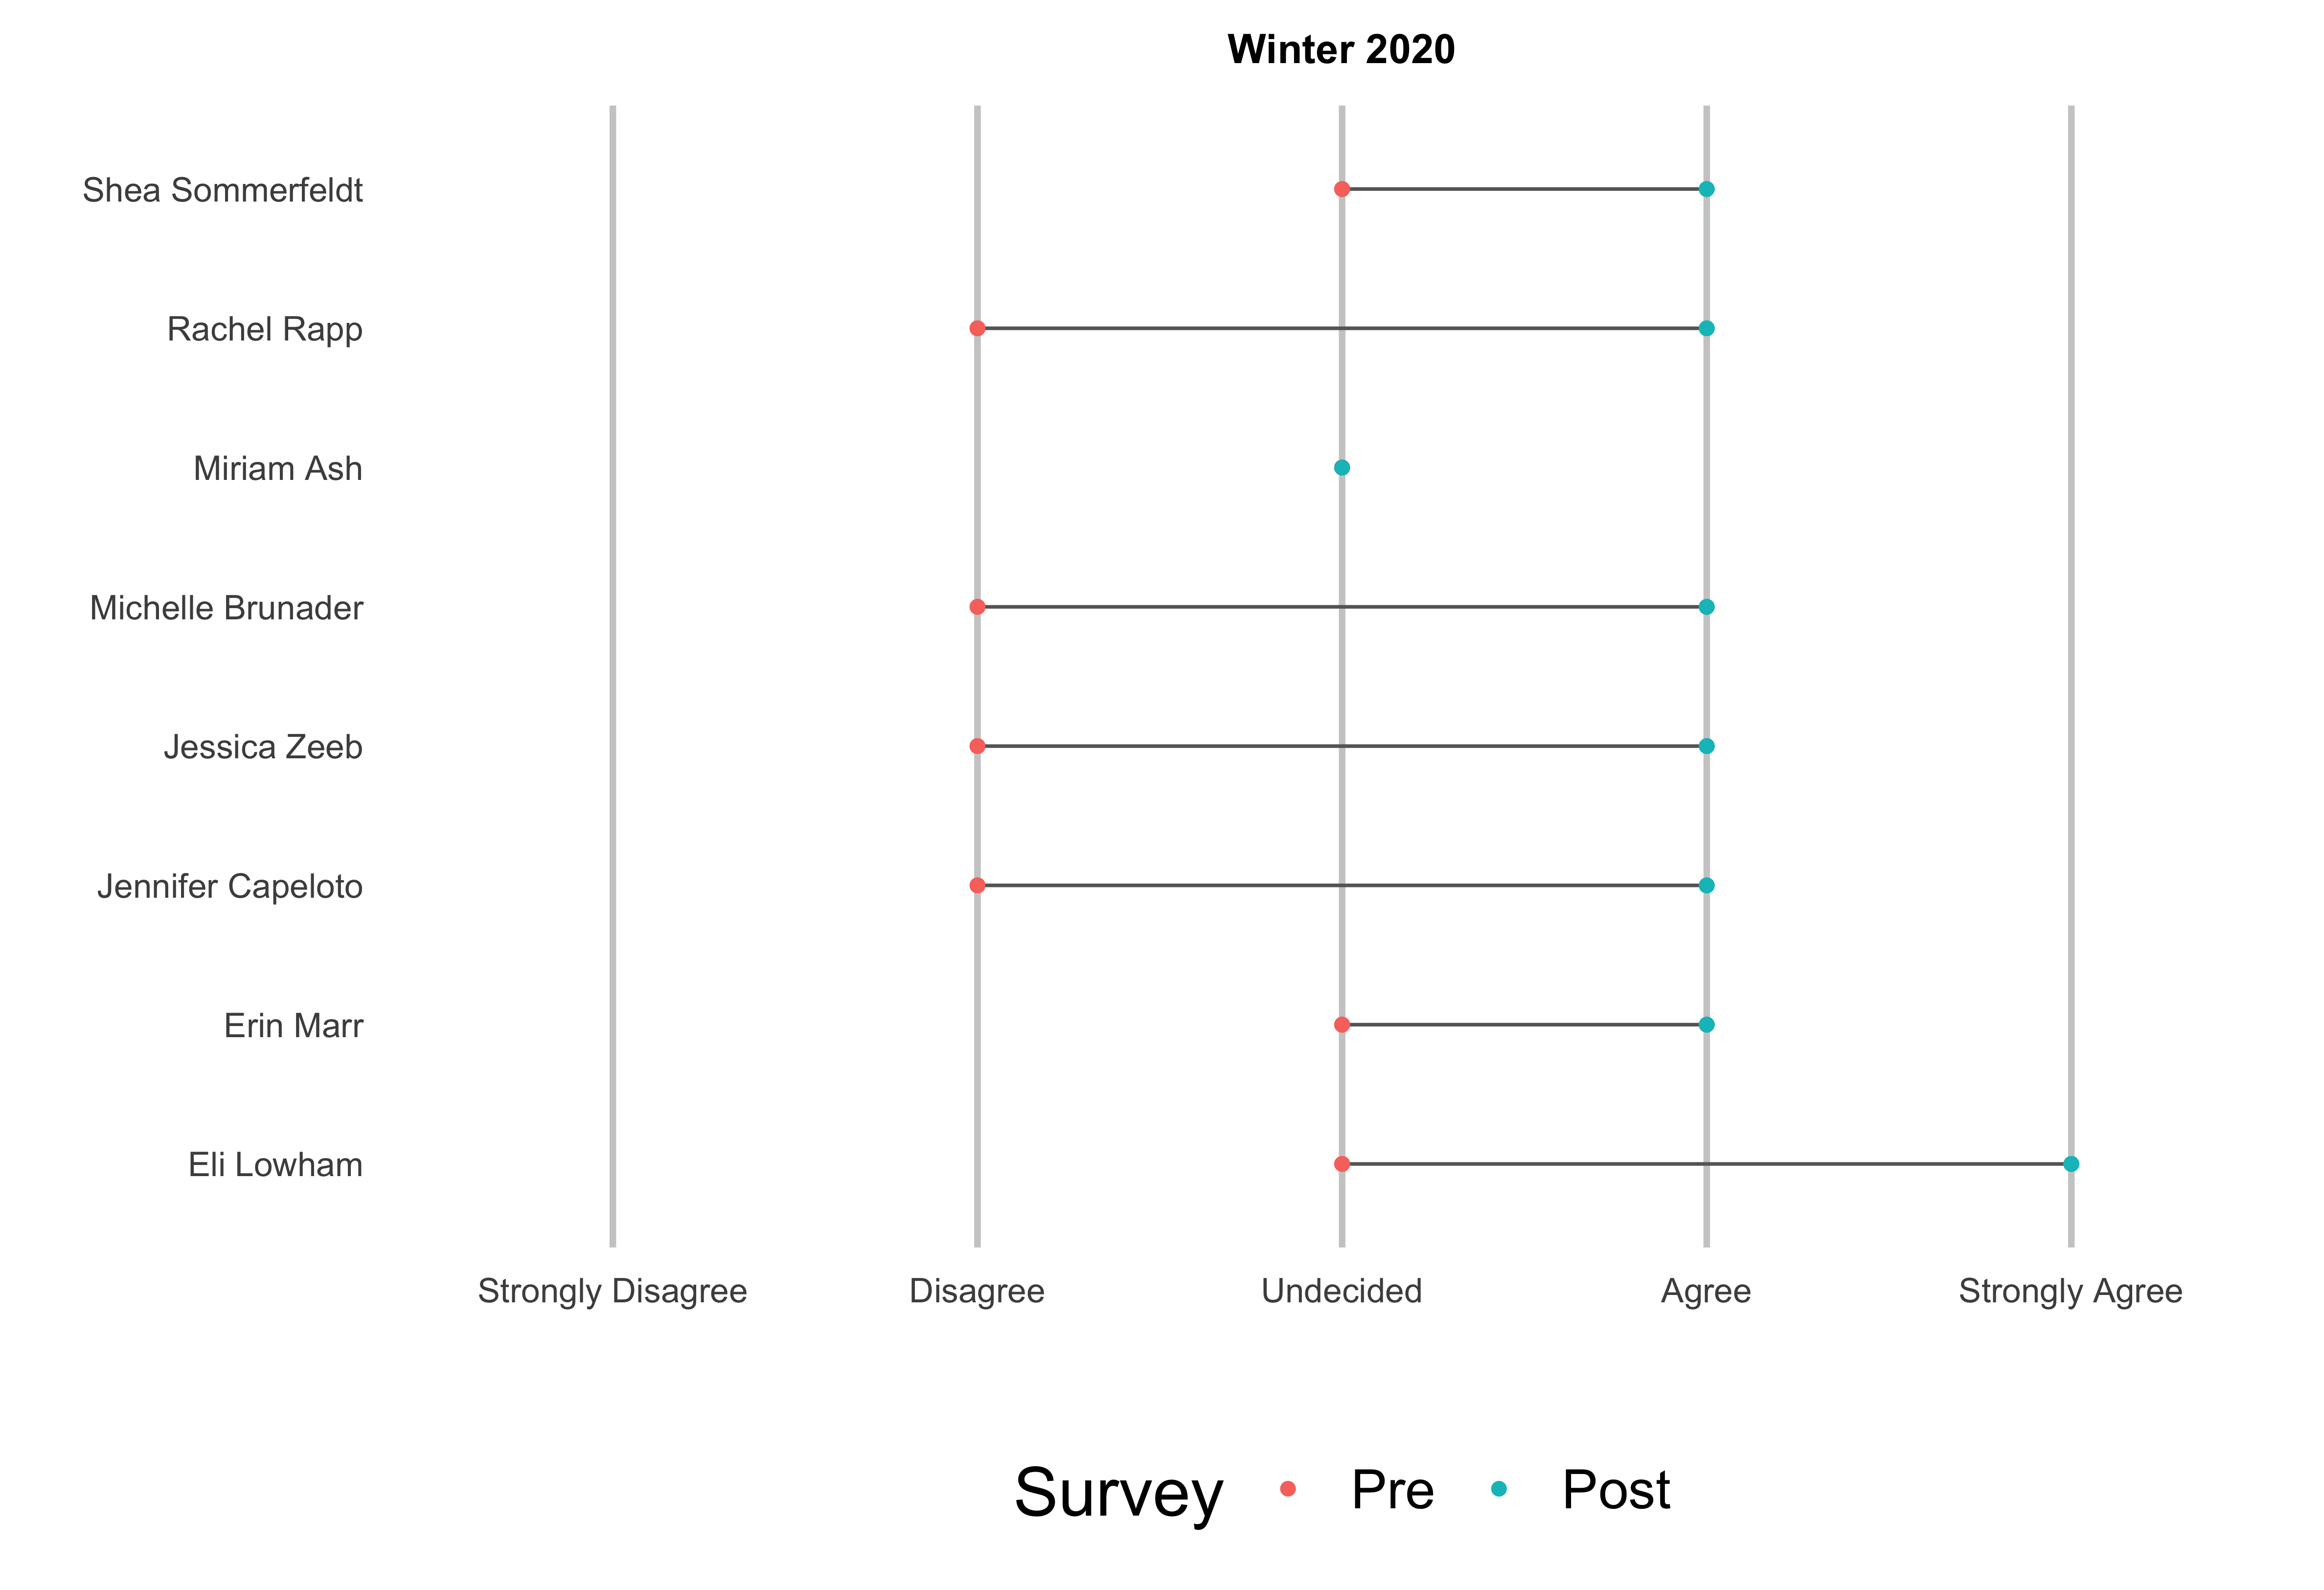 Winter 2020
Shea Sommerfeldt
Rachel Rapp
Miriam Ash
Michelle Brunader
Jessica Zeeb
Jennifer Capeloto
Erin Marr
Eli Lowham
Strongly Disagree Disagree Undecided Agree Strongly Agree
Survey Pre Post